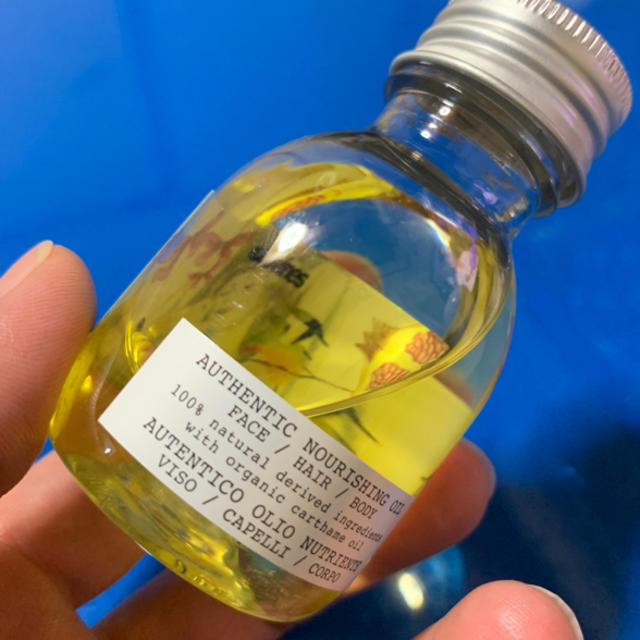 AUTHENTIC NOURISHING OIL
FACE / HAIR / BODY
100% natural derived ingredients
with organic carthame oil
AUTENTICO OLIO NUTRIENTE
VISO / CAPELLI / CORPO